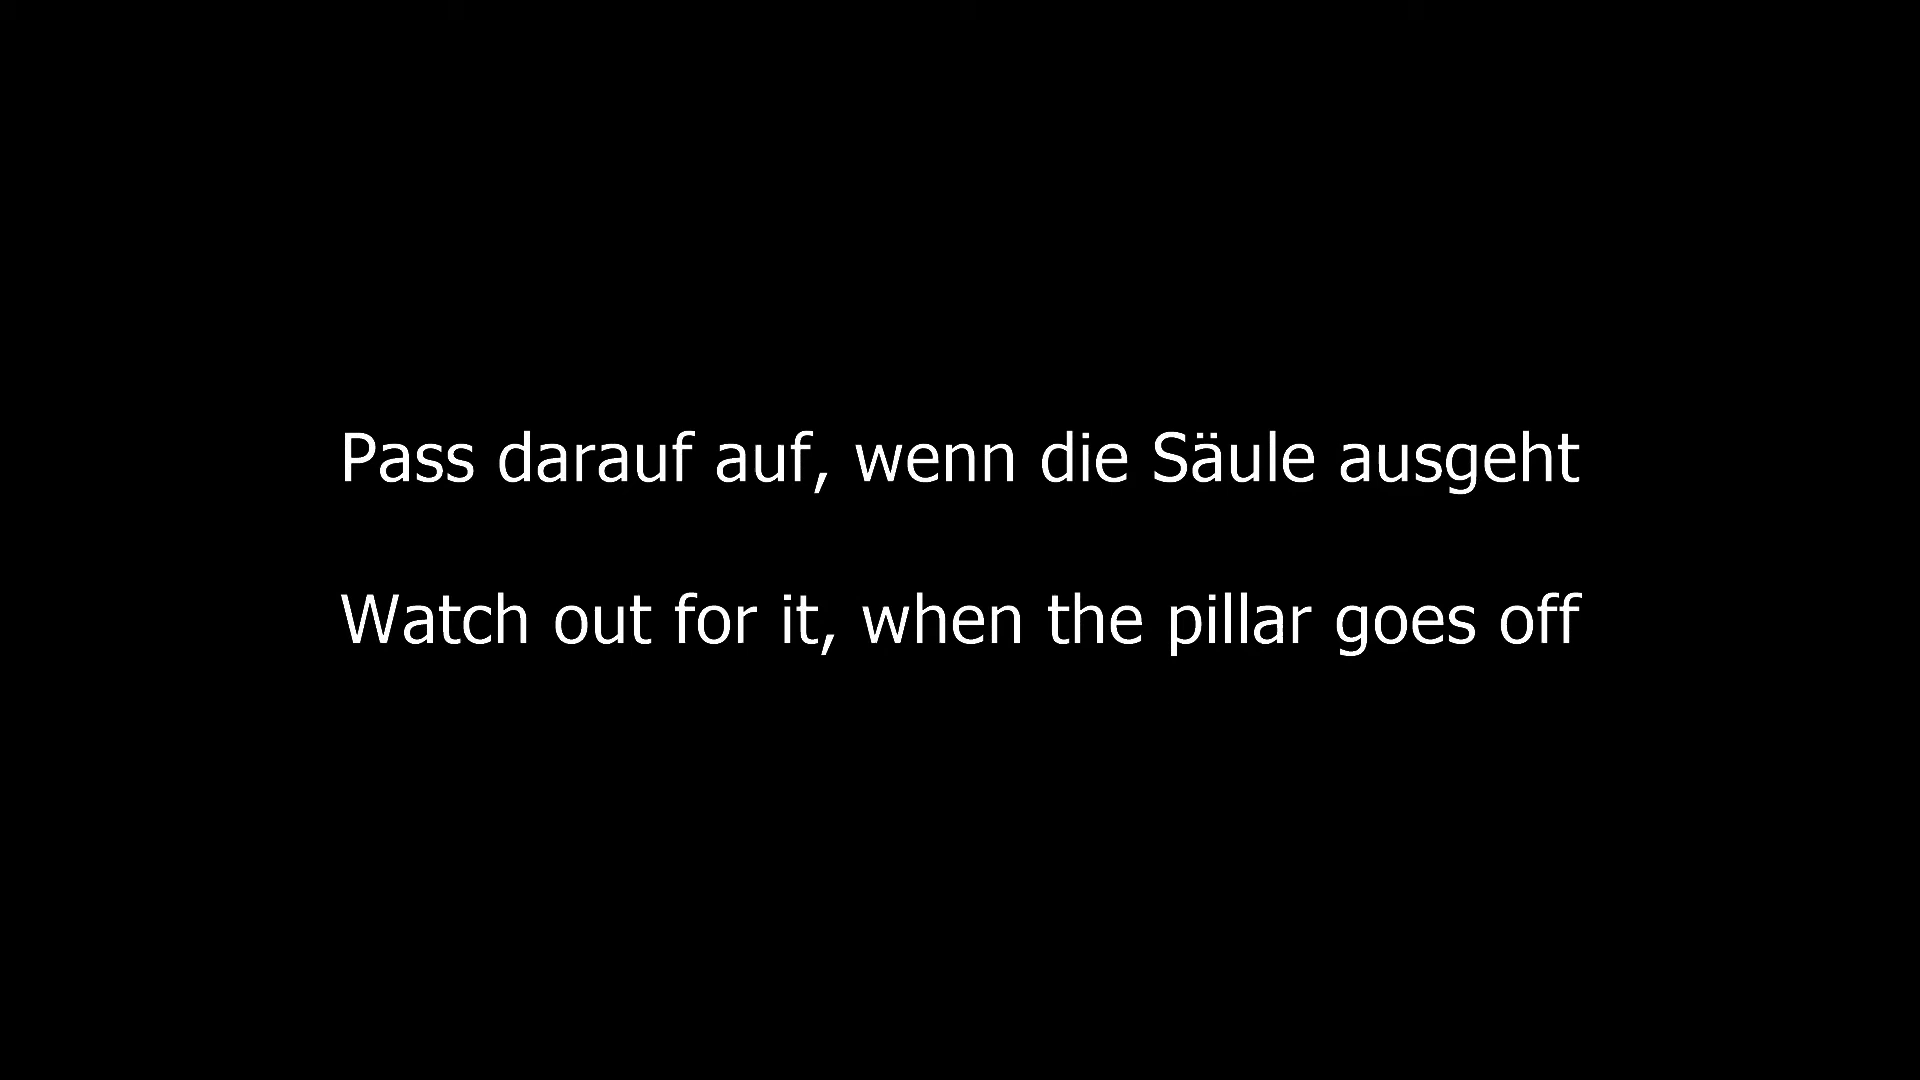 Pass darauf auf, wenn die Säule ausgeht
Watch out for it, when the pillar goes off